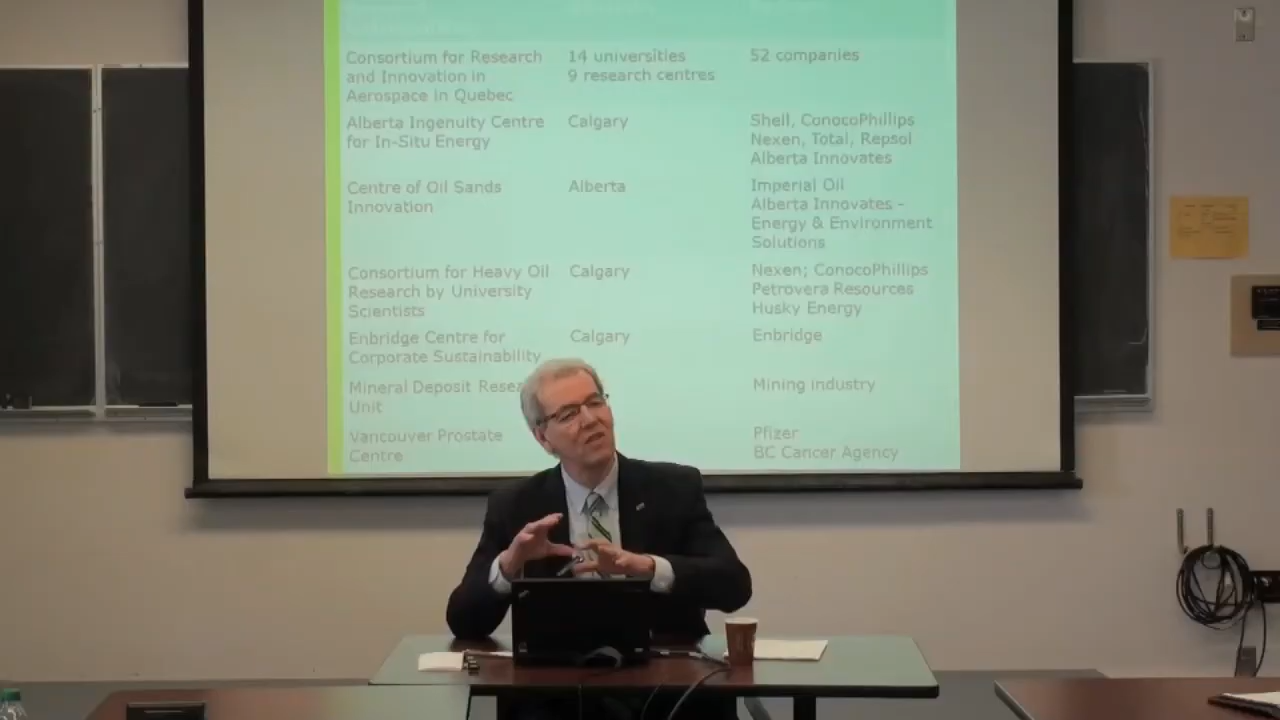 Consortium for Research
and Innovation in
Aerospace in Quebec
14 universities
9 research centres
52 companies
Alberta Ingenuity Centre
for In-Situ Energy
Calgary
Shell, ConocoPhillips
Nexen, Total, Repsol
Alberta Innovates
Centre of Oil Sands
Innovation
Alberta
Imperial Oil
Alberta Innovates -
Energy & Environment
Solutions
Consortium for Heavy Oil
Research by University
Scientists
Calgary
Nexen; ConocoPhillips
Petrovera Resources
Husky Energy
Enbridge Centre for
Corporate Sustainability
Calgary
Enbridge
Mineral Deposit
Unit
Mining industry
Vancouver Prostate
Centre
Pfizer
BC Cancer Agency